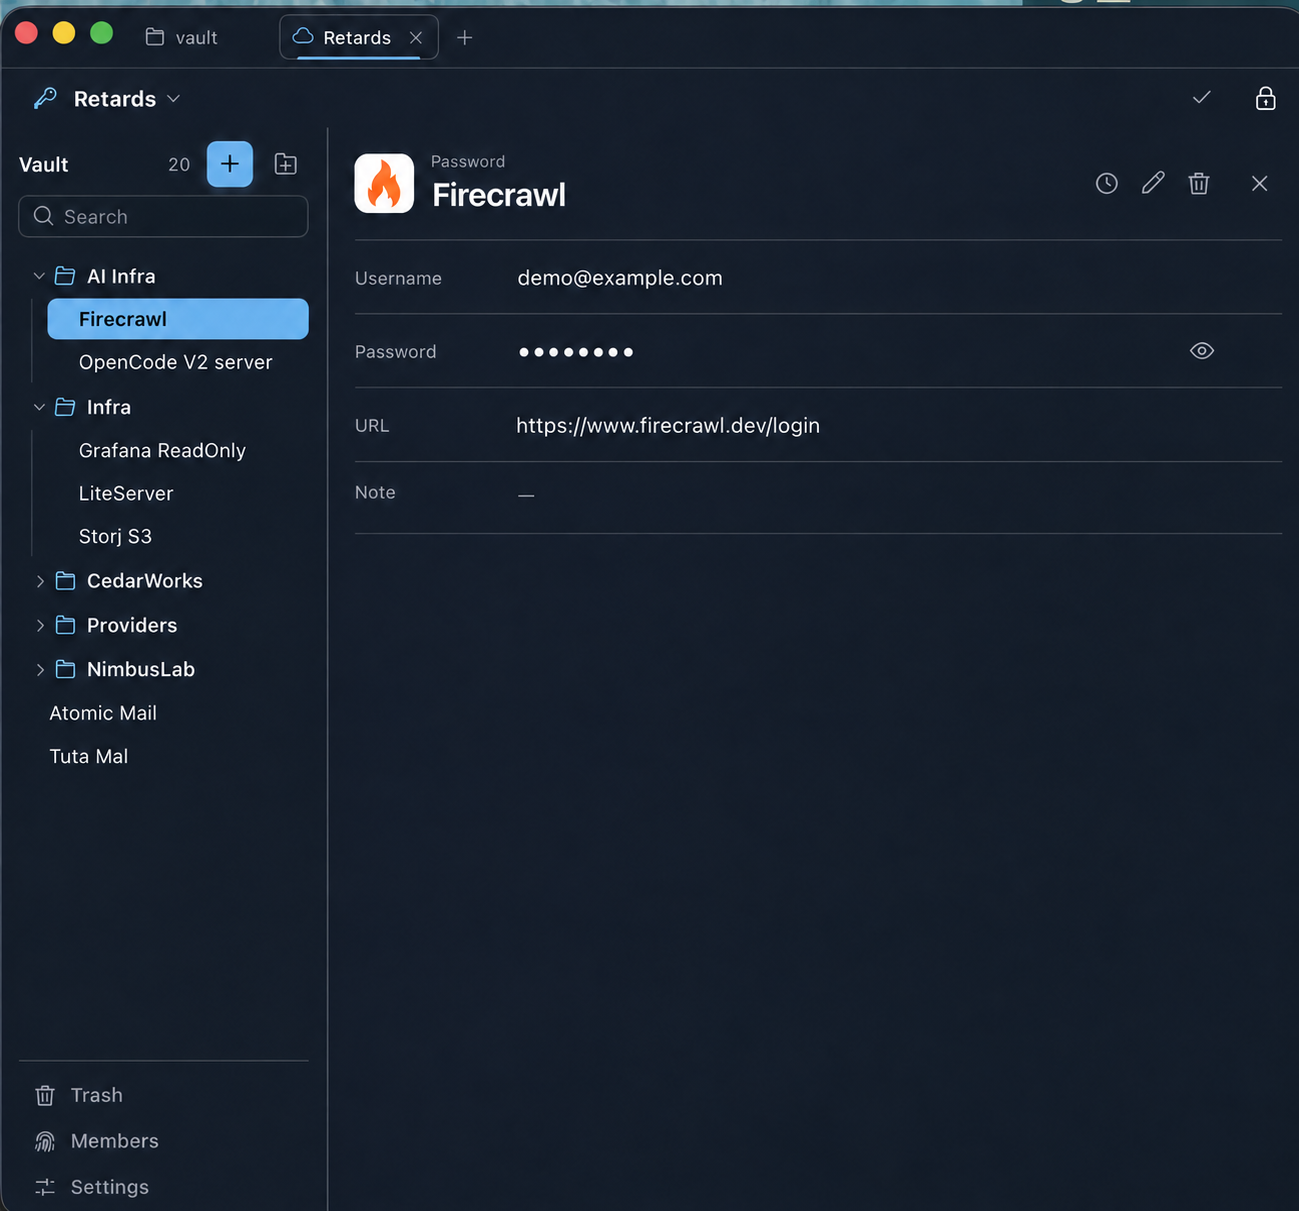 vault
Retards
Retards
Vault 20
Search
AI Infra
Firecrawl
OpenCode V2 server
Infra
Grafana ReadOnly
LiteServer
Storj S3
CedarWorks
Providers
NimbusLab
Atomic Mail
Tuta Mal
Trash
Members
Settings
Password
Firecrawl
Username demo@example.com
Password ••••••••
URL https://www.firecrawl.dev/login
Note —